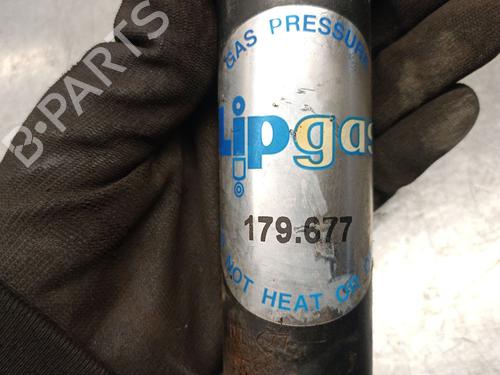 GAS PRESSURE
Lipgas
179.677
NOT HEAT OR
B-PARTS